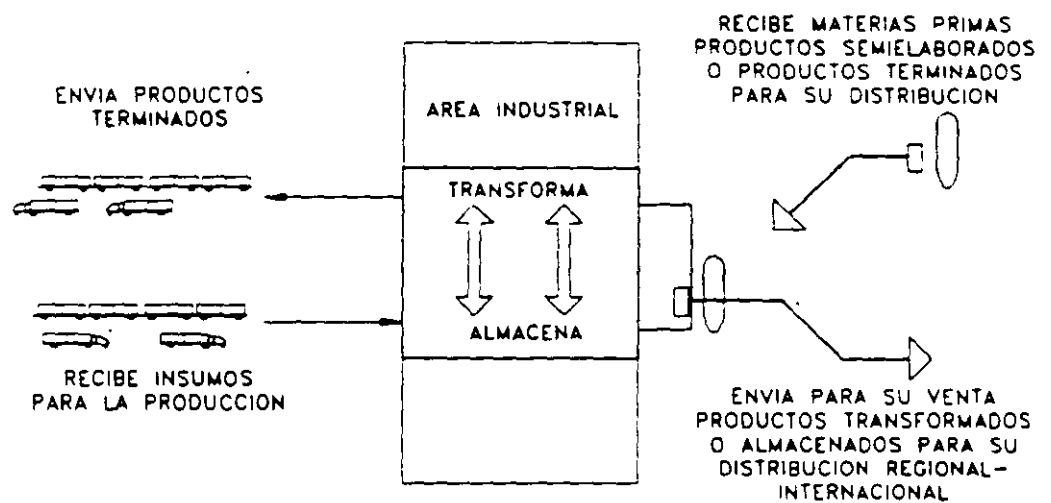 ENVIA PRODUCTOS
TERMINADOS
RECIBE INSUMOS
PARA LA PRODUCCION
AREA INDUSTRIAL
TRANSFORMA
ALMACENA
RECIBE MATERIAS PRIMAS
PRODUCTOS SEMIELABORADOS
O PRODUCTOS TERMINADOS
PARA SU DISTRIBUCION
ENVIA PARA SU VENTA
PRODUCTOS TRANSFORMADOS
O ALMACENADOS PARA SU
DISTRIBUCION REGIONAL-
INTERNACIONAL